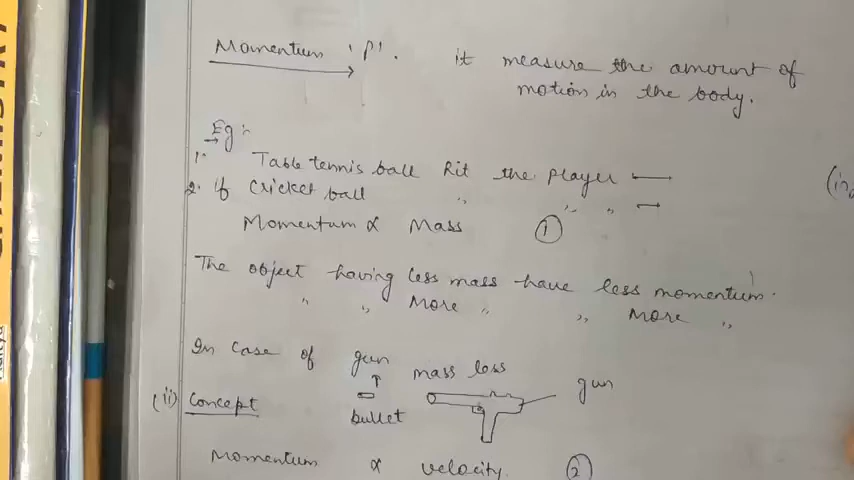 Momentum 'P'. it measure the amount of
motion in the body.
Eg:-
1. Table tennis ball hit the player —
2. if cricket ball " " " —
Momentum ∝ Mass ①
The object having less mass have less momentum.
" " More " " More "
In case of gun mass less
gun
(ii) Concept bullet
Momentum ∝ velocity ②